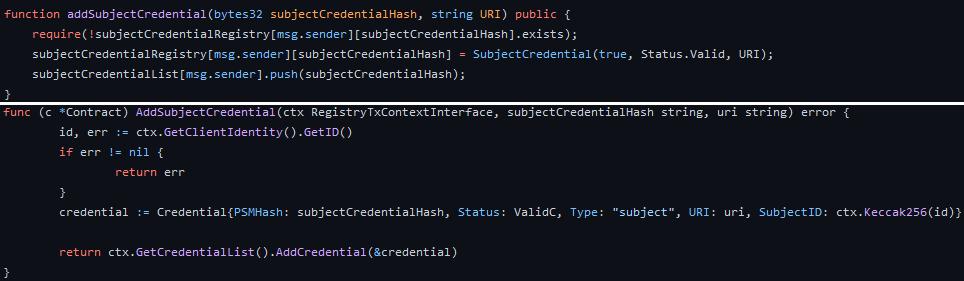 function addSubjectCredential(bytes32 subjectCredentialHash, string URI) public {
require(!subjectCredentialRegistry[msg.sender][subjectCredentialHash].exists);
subjectCredentialRegistry[msg.sender][subjectCredentialHash] = SubjectCredential(true, Status.Valid, URI);
subjectCredentialList[msg.sender].push(subjectCredentialHash);
}
func (c *Contract) AddSubjectCredential(ctx RegistryTxContextInterface, subjectCredentialHash string, uri string) error {
id, err := ctx.GetClientIdentity().GetID()
if err != nil {
return err
}
credential := Credential{PSMHash: subjectCredentialHash, Status: ValidC, Type: "subject", URI: uri, SubjectID: ctx.Keccak256(id)}
return ctx.GetCredentialList().AddCredential(&credential)
}